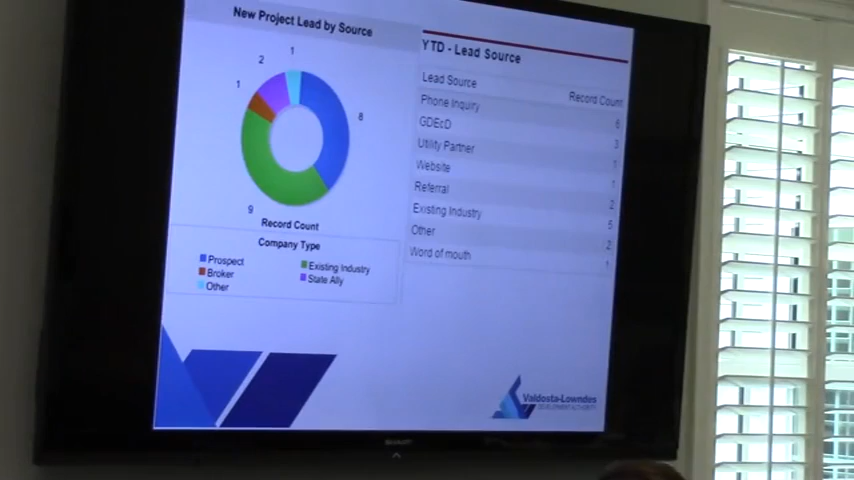 New Project Lead by Source
1
2
1
8
9
Record Count
Company Type
Prospect
Existing Industry
Broker
State Ally
Other
YTD - Lead Source
Lead Source Record Count
Phone Inquiry 6
GDEcD 3
Utility Partner 1
Website 1
Referral 2
Existing Industry 5
Other 2
Word of mouth 1
Valdosta-Lowndes
DEVELOPMENT AUTHORITY
SHARP